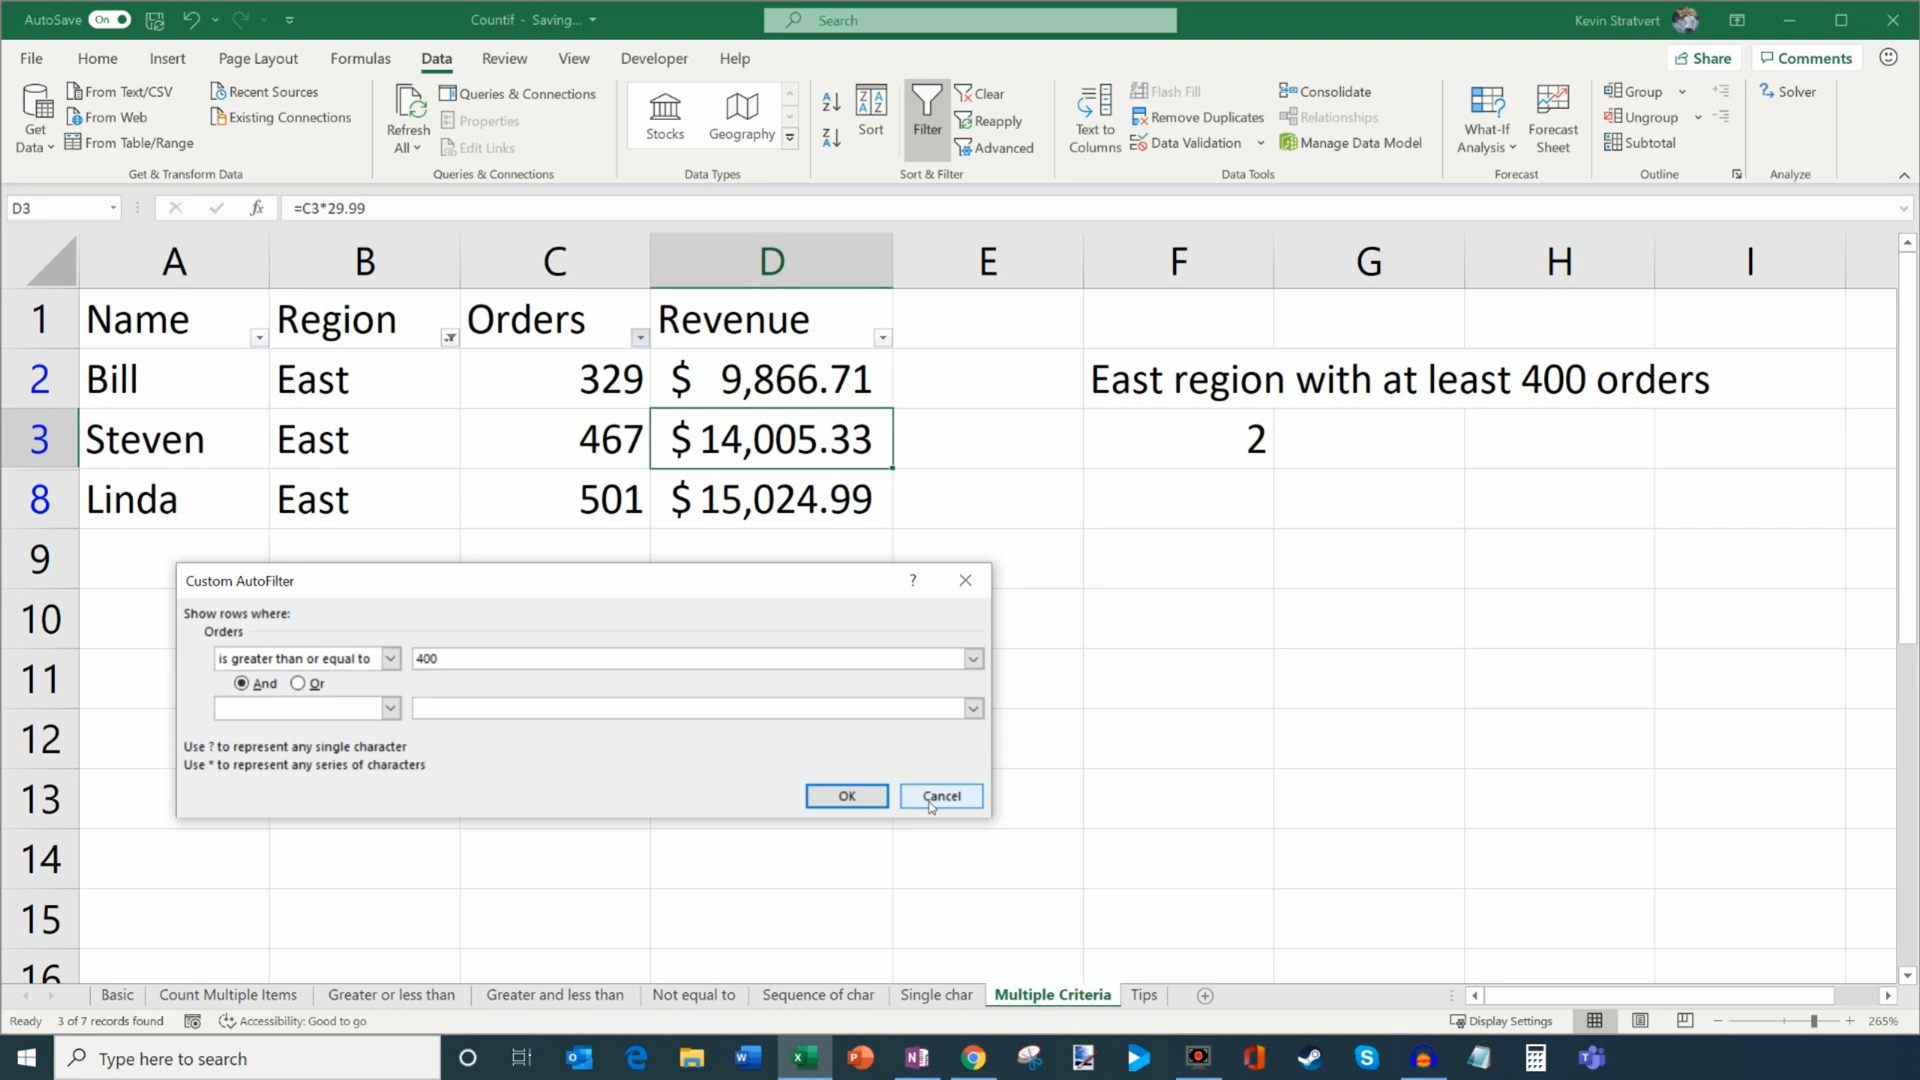 AutoSave On Countif - Saving... Search Kevin Stratvert
File Home Insert Page Layout Formulas Data Review View Developer Help Share Comments
Get Data From Text/CSV From Web From Table/Range Recent Sources Existing Connections
Get & Transform Data
Refresh All Queries & Connections Properties Edit Links
Queries & Connections
Stocks Geography
Data Types
Sort Filter Clear Reapply Advanced
Sort & Filter
Text to Columns Flash Fill Remove Duplicates Data Validation Consolidate Relationships Manage Data Model
Data Tools
What-If Analysis Forecast Sheet
Forecast
Group Ungroup Subtotal
Outline
Solver
Analyze
D3 fx =C3*29.99
A B C D E F G H I
1 Name Region Orders Revenue
2 Bill East 329 $ 9,866.71 East region with at least 400 orders
3 Steven East 467 $ 14,005.33 2
8 Linda East 501 $ 15,024.99
9
10
11
12
13
14
15
16
Custom AutoFilter ?
Show rows where:
Orders
is greater than or equal to 400
And Or
Use ? to represent any single character
Use * to represent any series of characters
OK Cancel
Basic Count Multiple Items Greater or less than Greater and less than Not equal to Sequence of char Single char Multiple Criteria Tips
Ready 3 of 7 records found Accessibility: Good to go Display Settings 265%
Type here to search